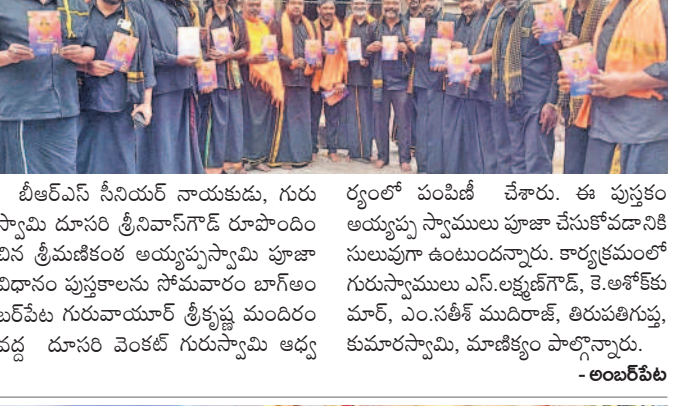 బీఆర్ఎస్ సీనియర్ నాయకుడు, గురు
స్వామి దూసరి శ్రీనివాస్‌గౌడ్ రూపొందిం
చిన శ్రీమణికంఠ అయ్యప్పస్వామి పూజా
విధానం పుస్తకాలను సోమవారం బాగ్అం
బర్‌పేట గురువాయూర్ శ్రీకృష్ణ మందిరం
వద్ద దూసరి వెంకట్ గురుస్వామి ఆధ్వ
ర్యంలో పంపిణీ చేశారు. ఈ పుస్తకం
అయ్యప్ప స్వాములు పూజా చేసుకోవడానికి
సులువుగా ఉంటుందన్నారు. కార్యక్రమంలో
గురుస్వాములు ఎస్.లక్ష్మణ్‌గౌడ్, కె.అశోక్‌కు
మార్, ఎం.సతీశ్ ముదిరాజ్, తిరుపతిగుప్త,
కుమారస్వామి, మాణిక్యం పాల్గొన్నారు.
- అంబర్‌పేట